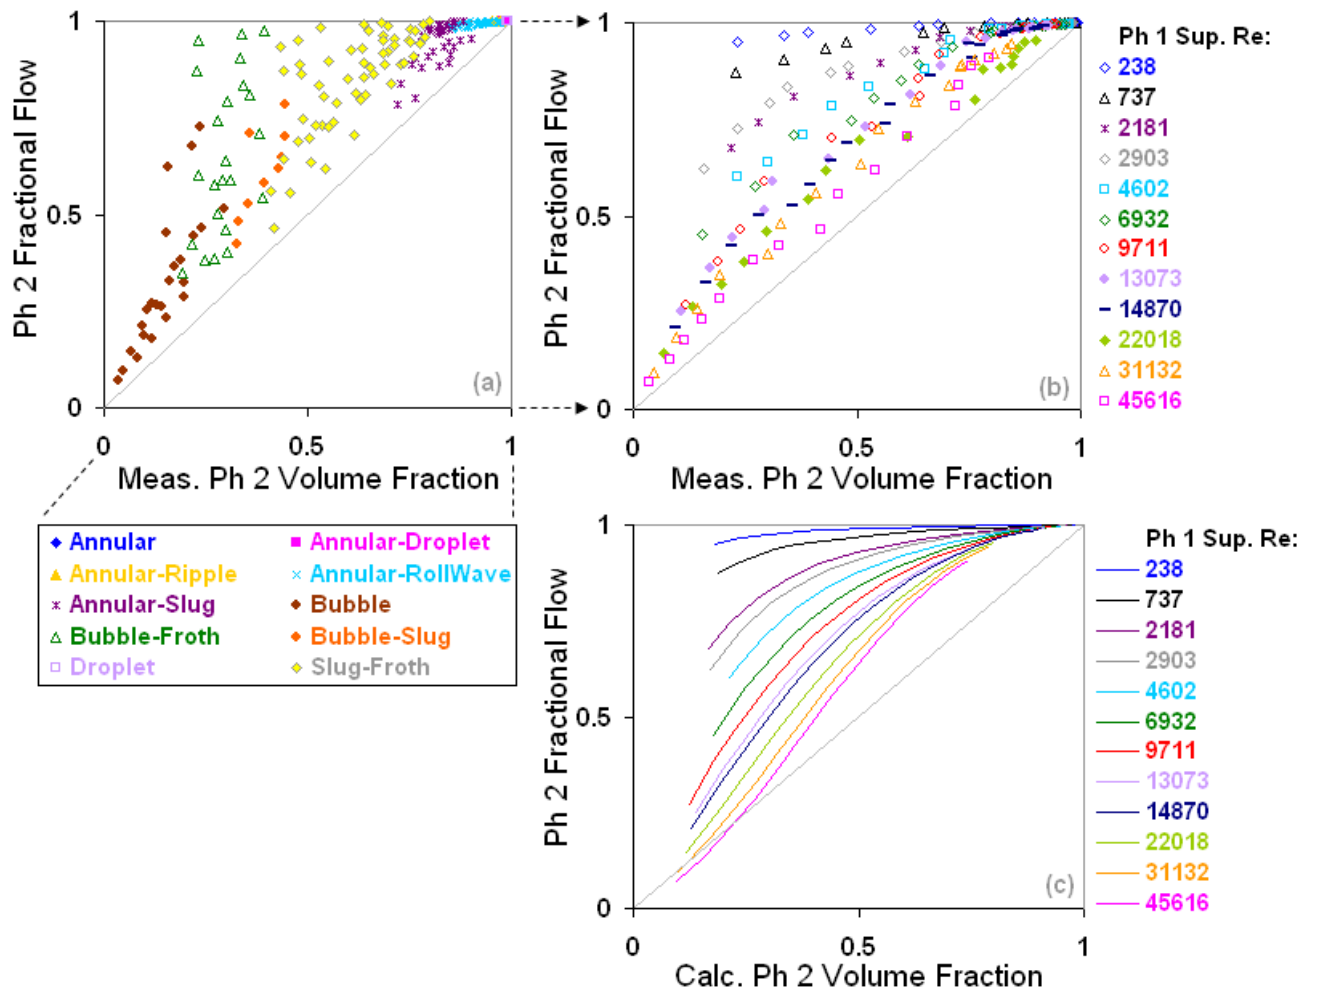 1
0.5
0
Ph 2 Fractional Flow
(a)
0 0.5 1
Meas. Ph 2 Volume Fraction
Annular
Annular-Droplet
Annular-Ripple
Annular-RollWave
Annular-Slug
Bubble
Bubble-Froth
Bubble-Slug
Droplet
Slug-Froth
1
0.5
0
Ph 2 Fractional Flow
(b)
0 0.5 1
Meas. Ph 2 Volume Fraction
Ph 1 Sup. Re:
238
737
2181
2903
4602
6932
9711
13073
14870
22018
31132
45616
1
0.5
0
Ph 2 Fractional Flow
(c)
0 0.5 1
Calc. Ph 2 Volume Fraction
Ph 1 Sup. Re:
238
737
2181
2903
4602
6932
9711
13073
14870
22018
31132
45616